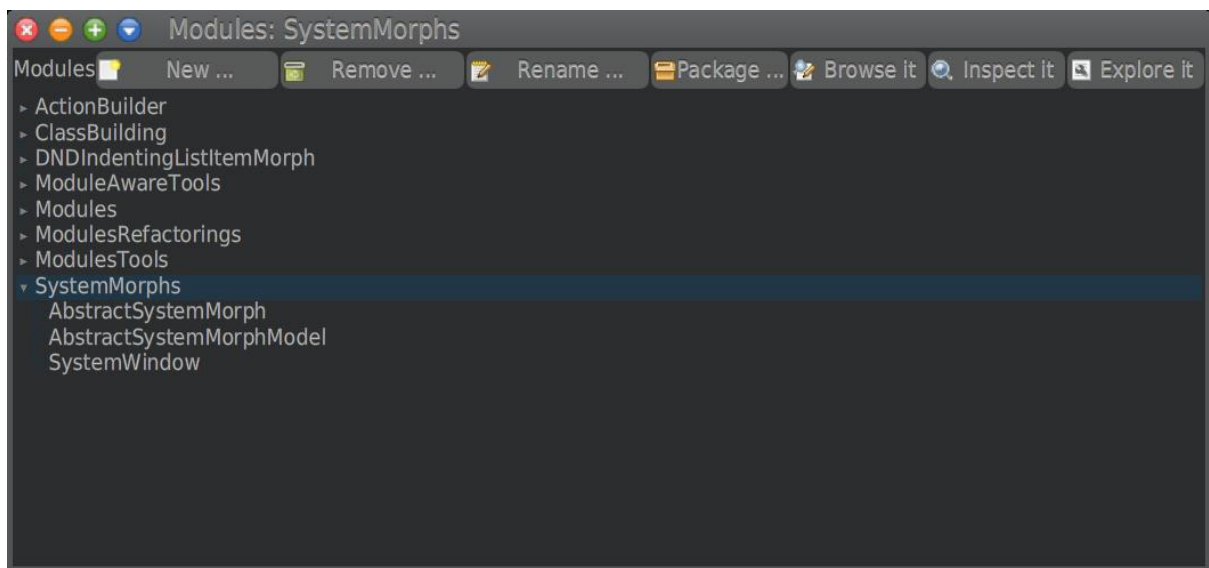 Modules: SystemMorphs
Modules New ... Remove ... Rename ... Package ... Browse it Inspect it Explore it
ActionBuilder
ClassBuilding
DNDIndentingListItemMorph
ModuleAwareTools
Modules
ModulesRefactorings
ModulesTools
SystemMorphs
AbstractSystemMorph
AbstractSystemMorphModel
SystemWindow